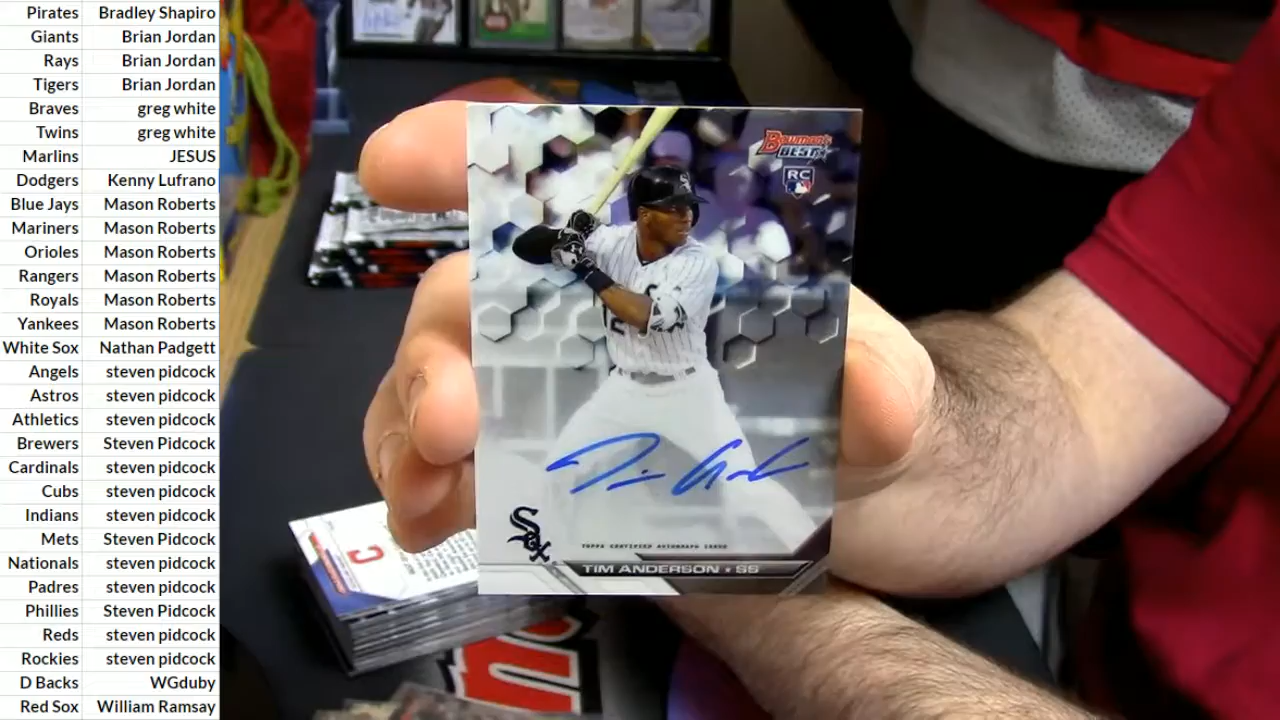 Pirates Bradley Shapiro
Giants Brian Jordan
Rays Brian Jordan
Tigers Brian Jordan
Braves greg white
Twins greg white
Marlins JESUS
Dodgers Kenny Lufrano
Blue Jays Mason Roberts
Mariners Mason Roberts
Orioles Mason Roberts
Rangers Mason Roberts
Royals Mason Roberts
Yankees Mason Roberts
White Sox Nathan Padgett
Angels steven pidcock
Astros steven pidcock
Athletics steven pidcock
Brewers Steven Pidcock
Cardinals steven pidcock
Cubs steven pidcock
Indians steven pidcock
Mets Steven Pidcock
Nationals steven pidcock
Padres steven pidcock
Phillies Steven Pidcock
Reds steven pidcock
Rockies steven pidcock
D Backs WGduby
Red Sox William Ramsay
Bowman's
BEST
RC
Sox
TOPPS CERTIFIED AUTOGRAPH ISSUE
TIM ANDERSON • SS